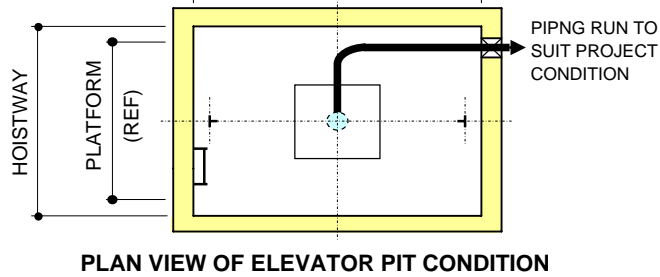 PIPNG RUN TO
SUIT PROJECT
CONDITION
HOISTWAY
PLATFORM
(REF)
PLAN VIEW OF ELEVATOR PIT CONDITION